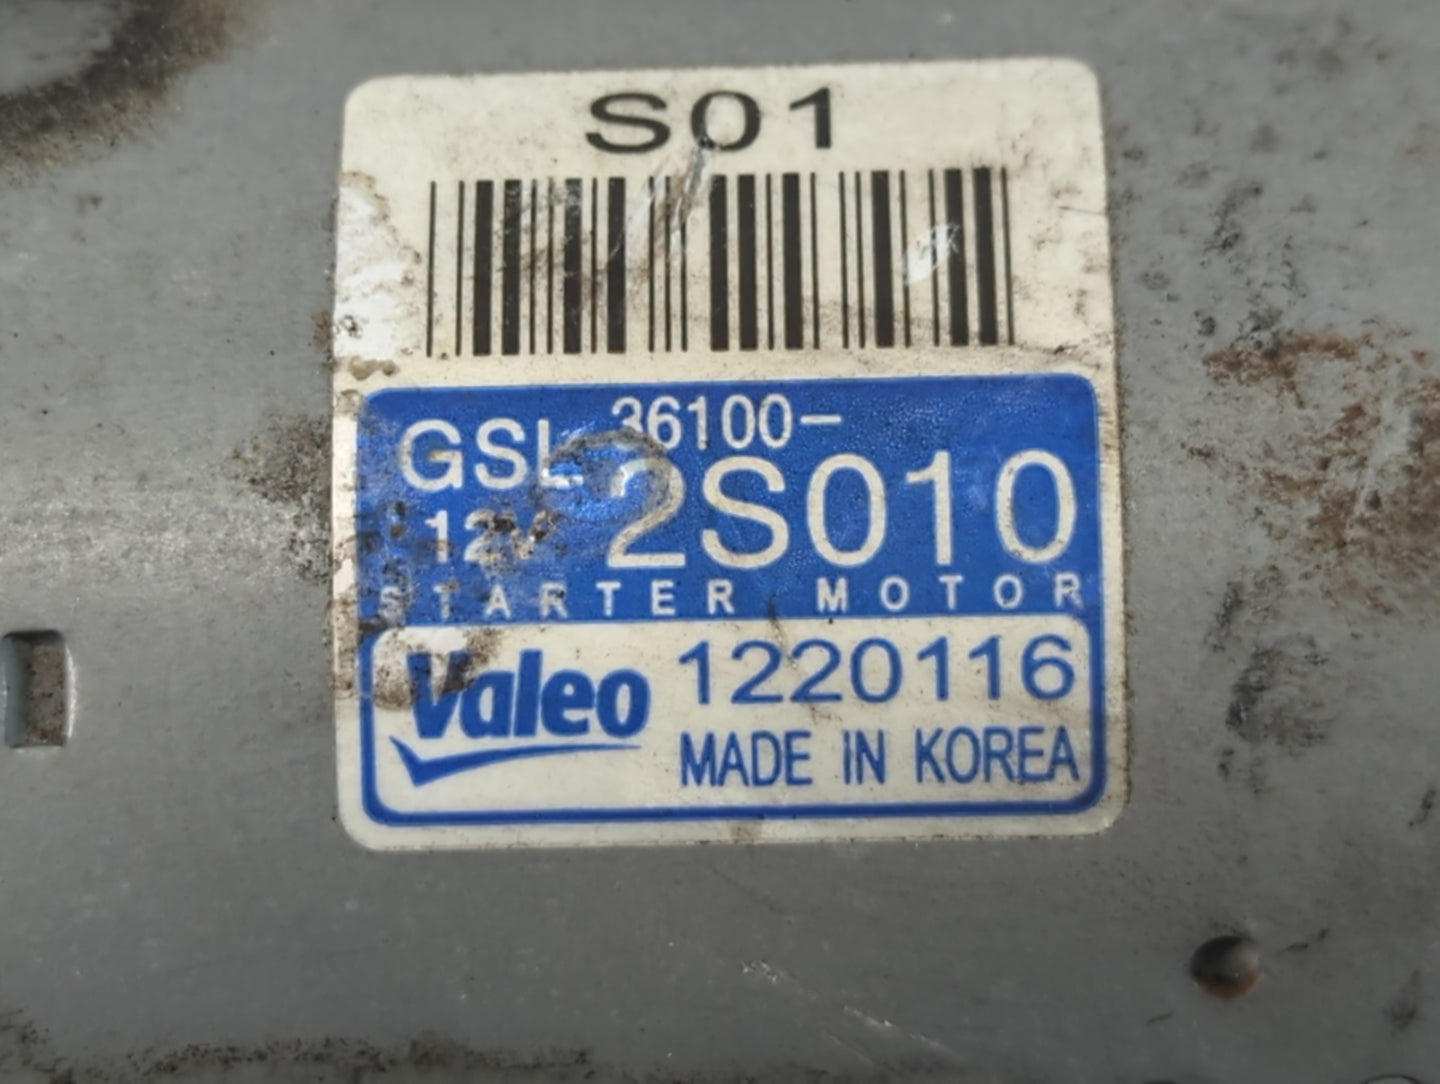 S01
GSL 36100-
12V 2S010
STARTER MOTOR
Valeo 1220116
MADE IN KOREA